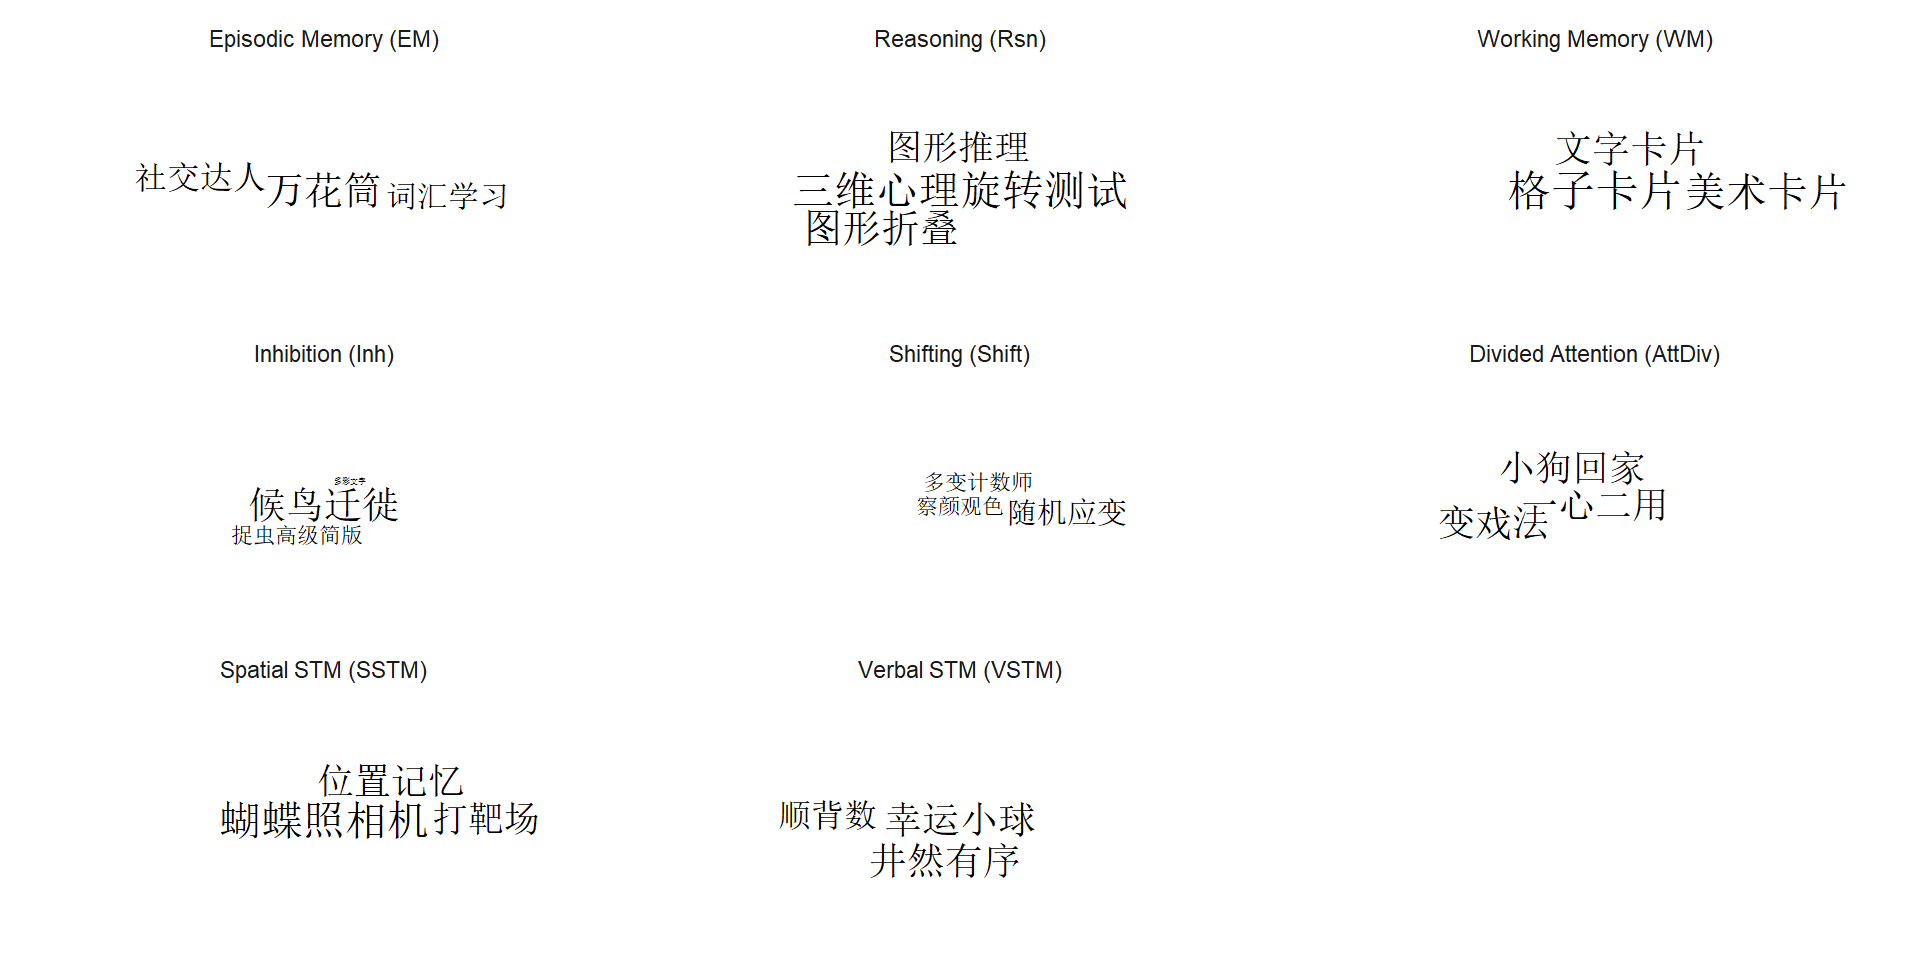 Episodic Memory (EM)
社交达人
万花筒
词汇学习
Reasoning (Rsn)
图形推理
三维心理旋转测试
图形折叠
Working Memory (WM)
文字卡片
格子卡片
美术卡片
Inhibition (Inh)
多彩文字
候鸟迁徙
捉虫高级简版
Shifting (Shift)
多变计数师
察颜观色
随机应变
Divided Attention (AttDiv)
小狗回家
一心二用
变戏法
Spatial STM (SSTM)
位置记忆
蝴蝶照相机
打靶场
Verbal STM (VSTM)
顺背数
幸运小球
井然有序